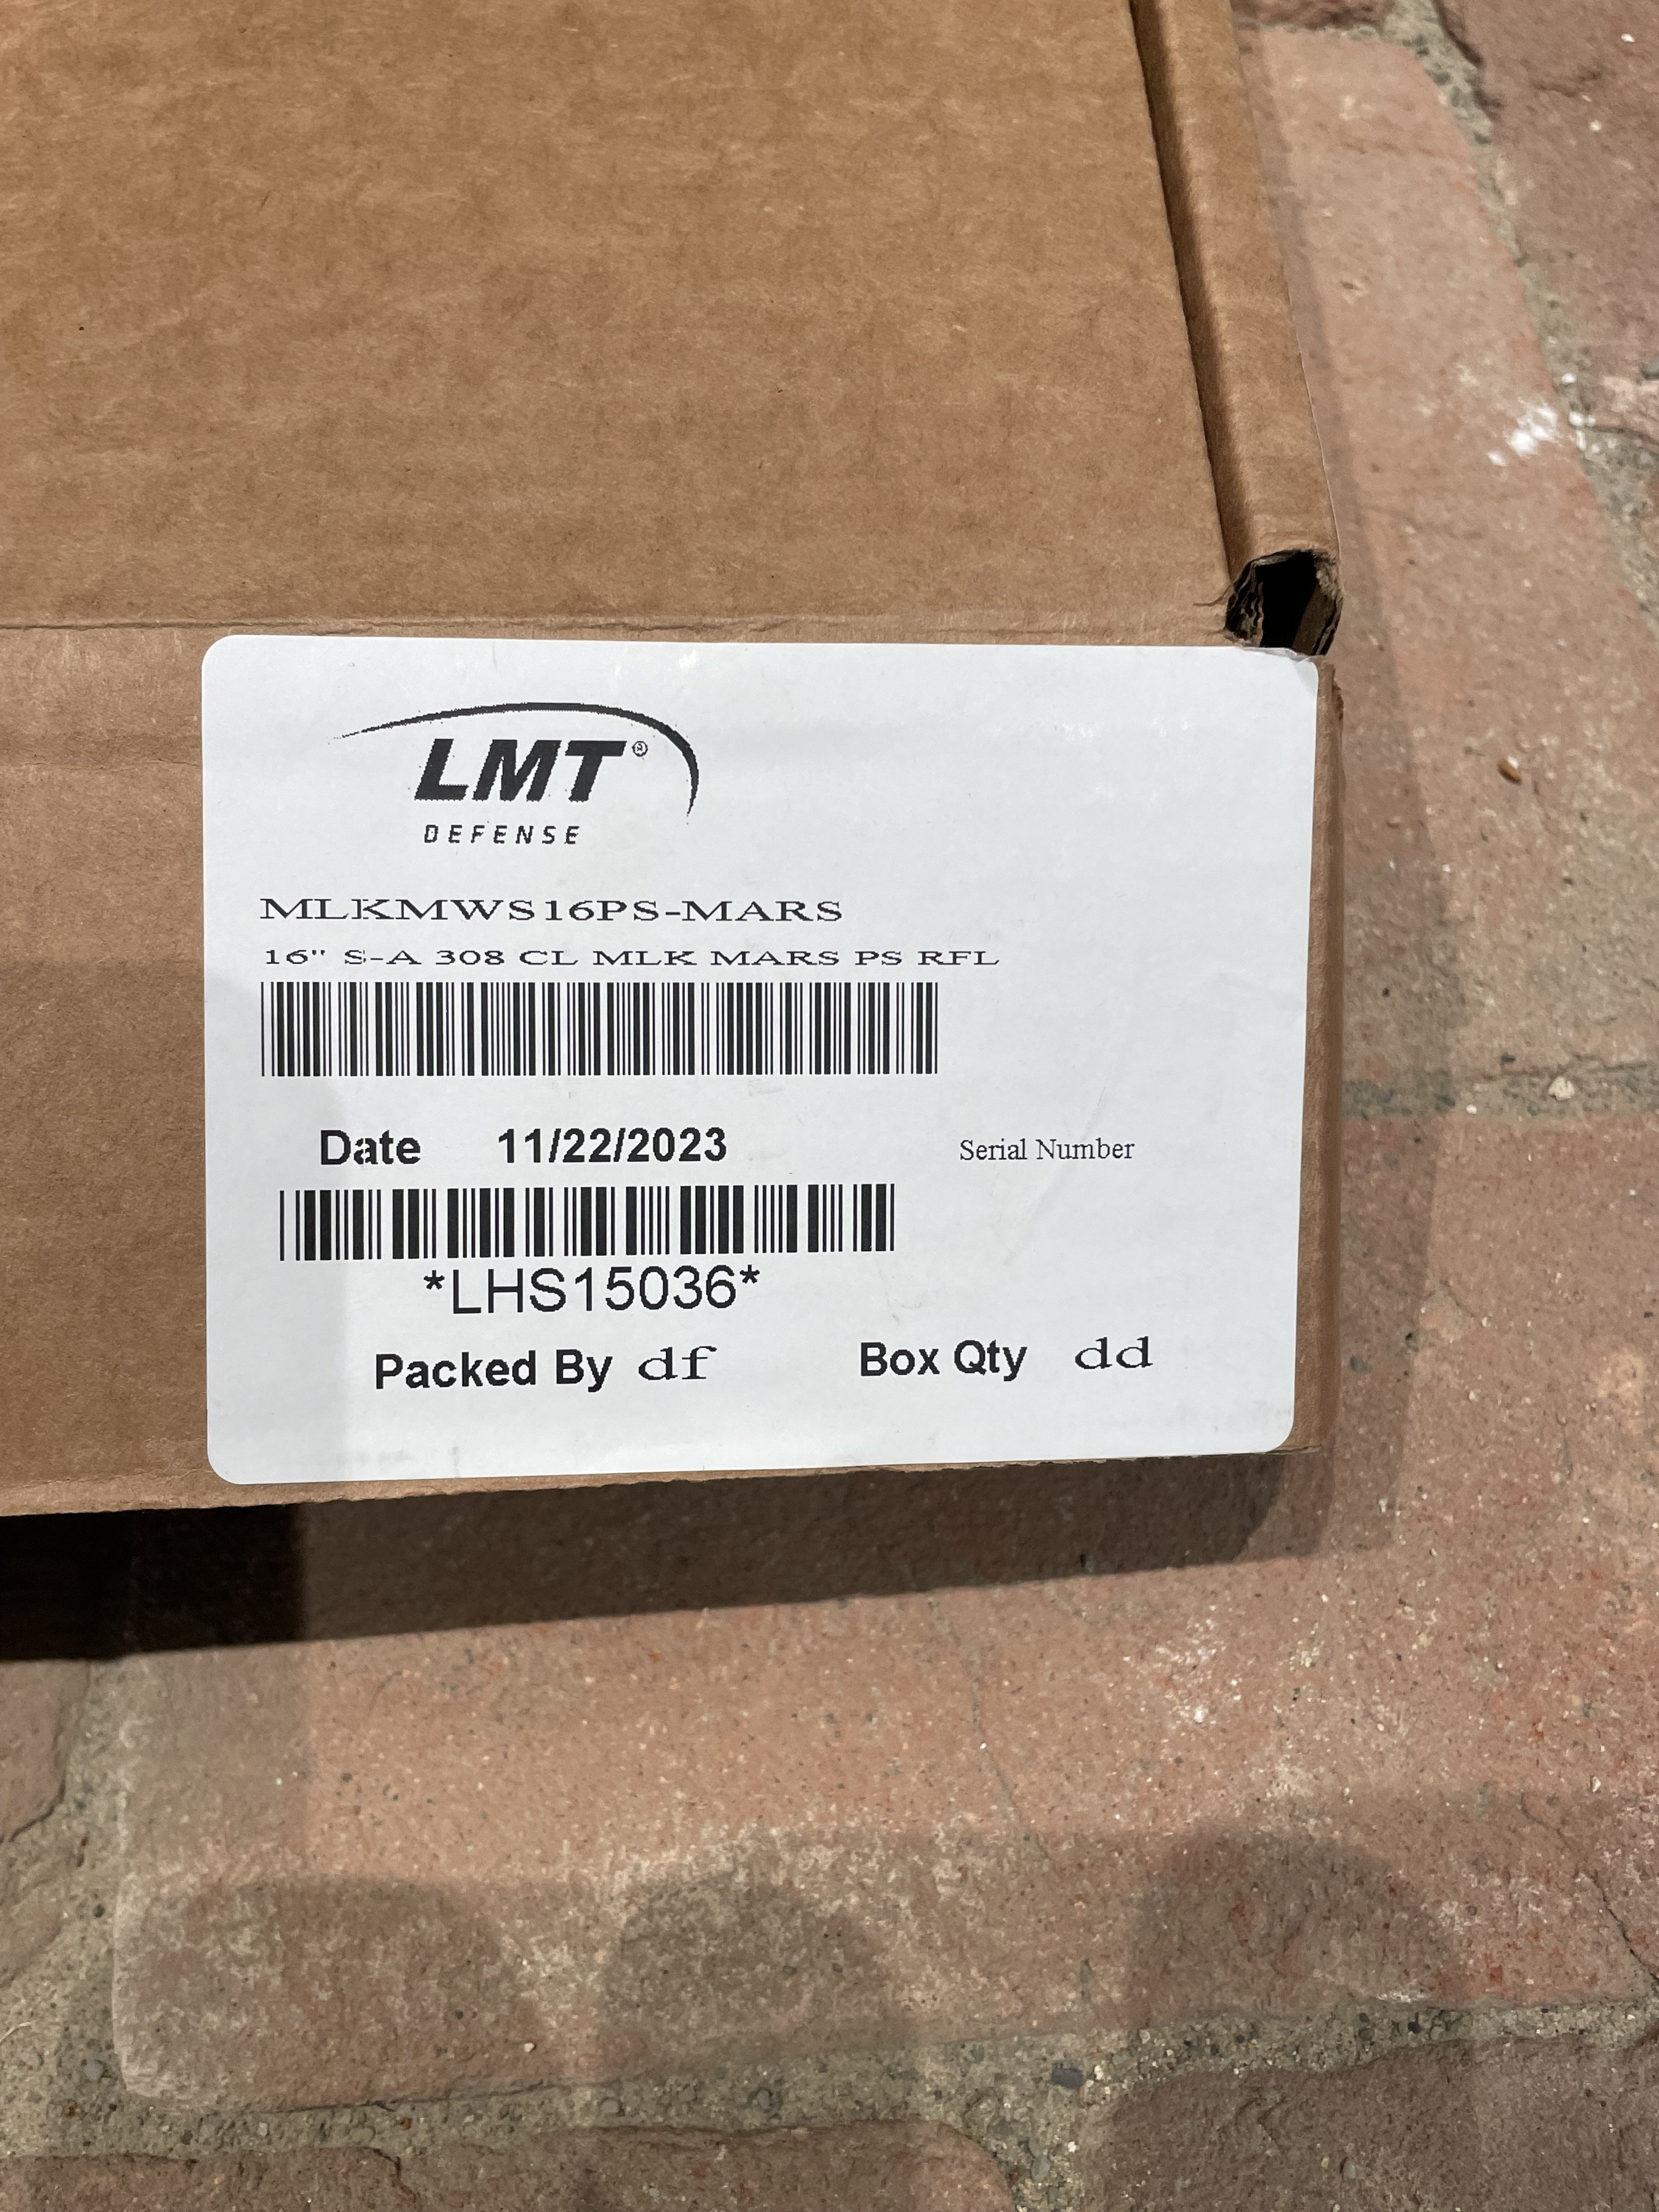 LMT®
DEFENSE
MLKMWS16PS-MARS
16" S-A 308 CL MLK MARS PS RFL
Date 11/22/2023 Serial Number
*LHS15036*
Packed By df Box Qty dd